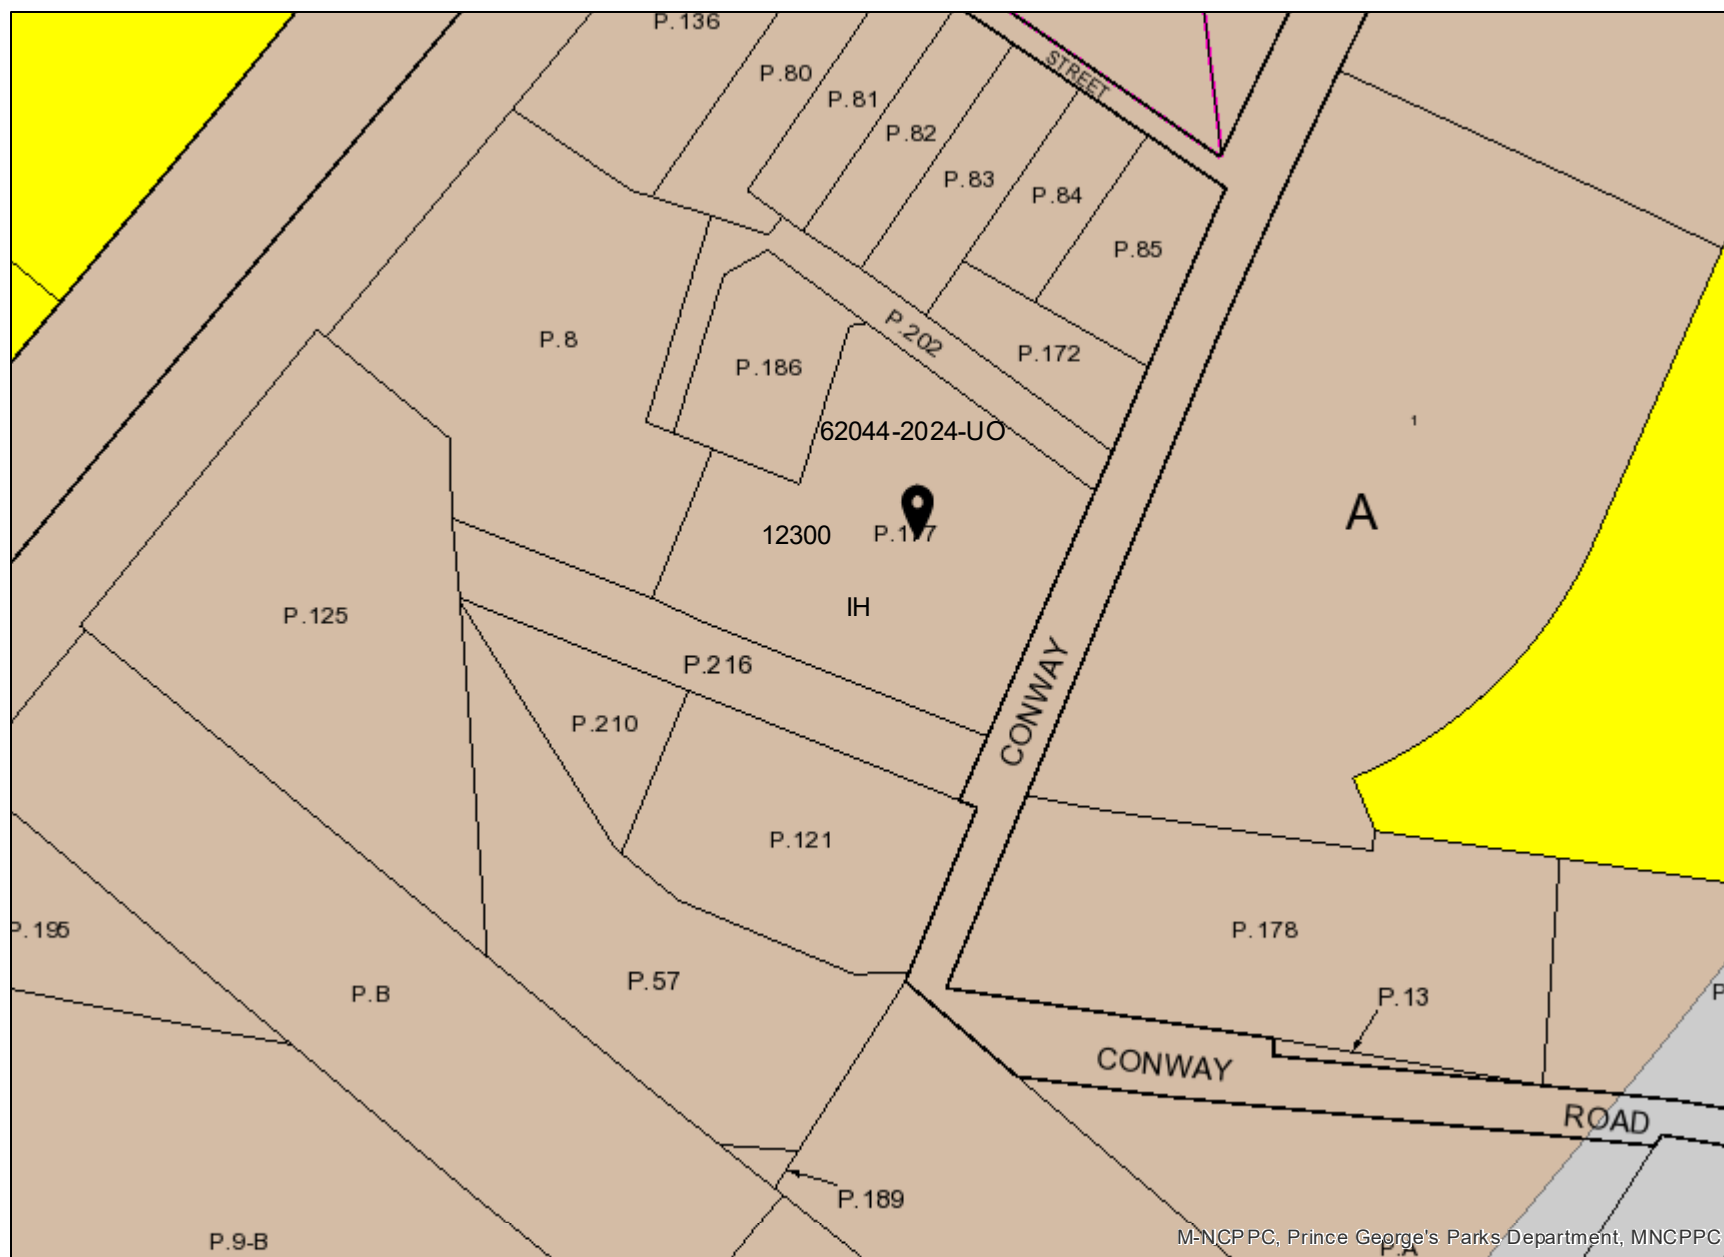 P.136
P.80
P.81
STREET
P.82
P.83
P.84
P.85
P.202
P.8
P.172
P.186
1
62044-2024-UO
A
12300
IH
P.125
CONWAY
P.216
P.210
P.121
P.195
P.178
P.57
P.B
P.13
CONWAY
ROAD
P.189
P.9-B
M-NCPPC, Prince George's Parks Department, MNCPPC
P.A